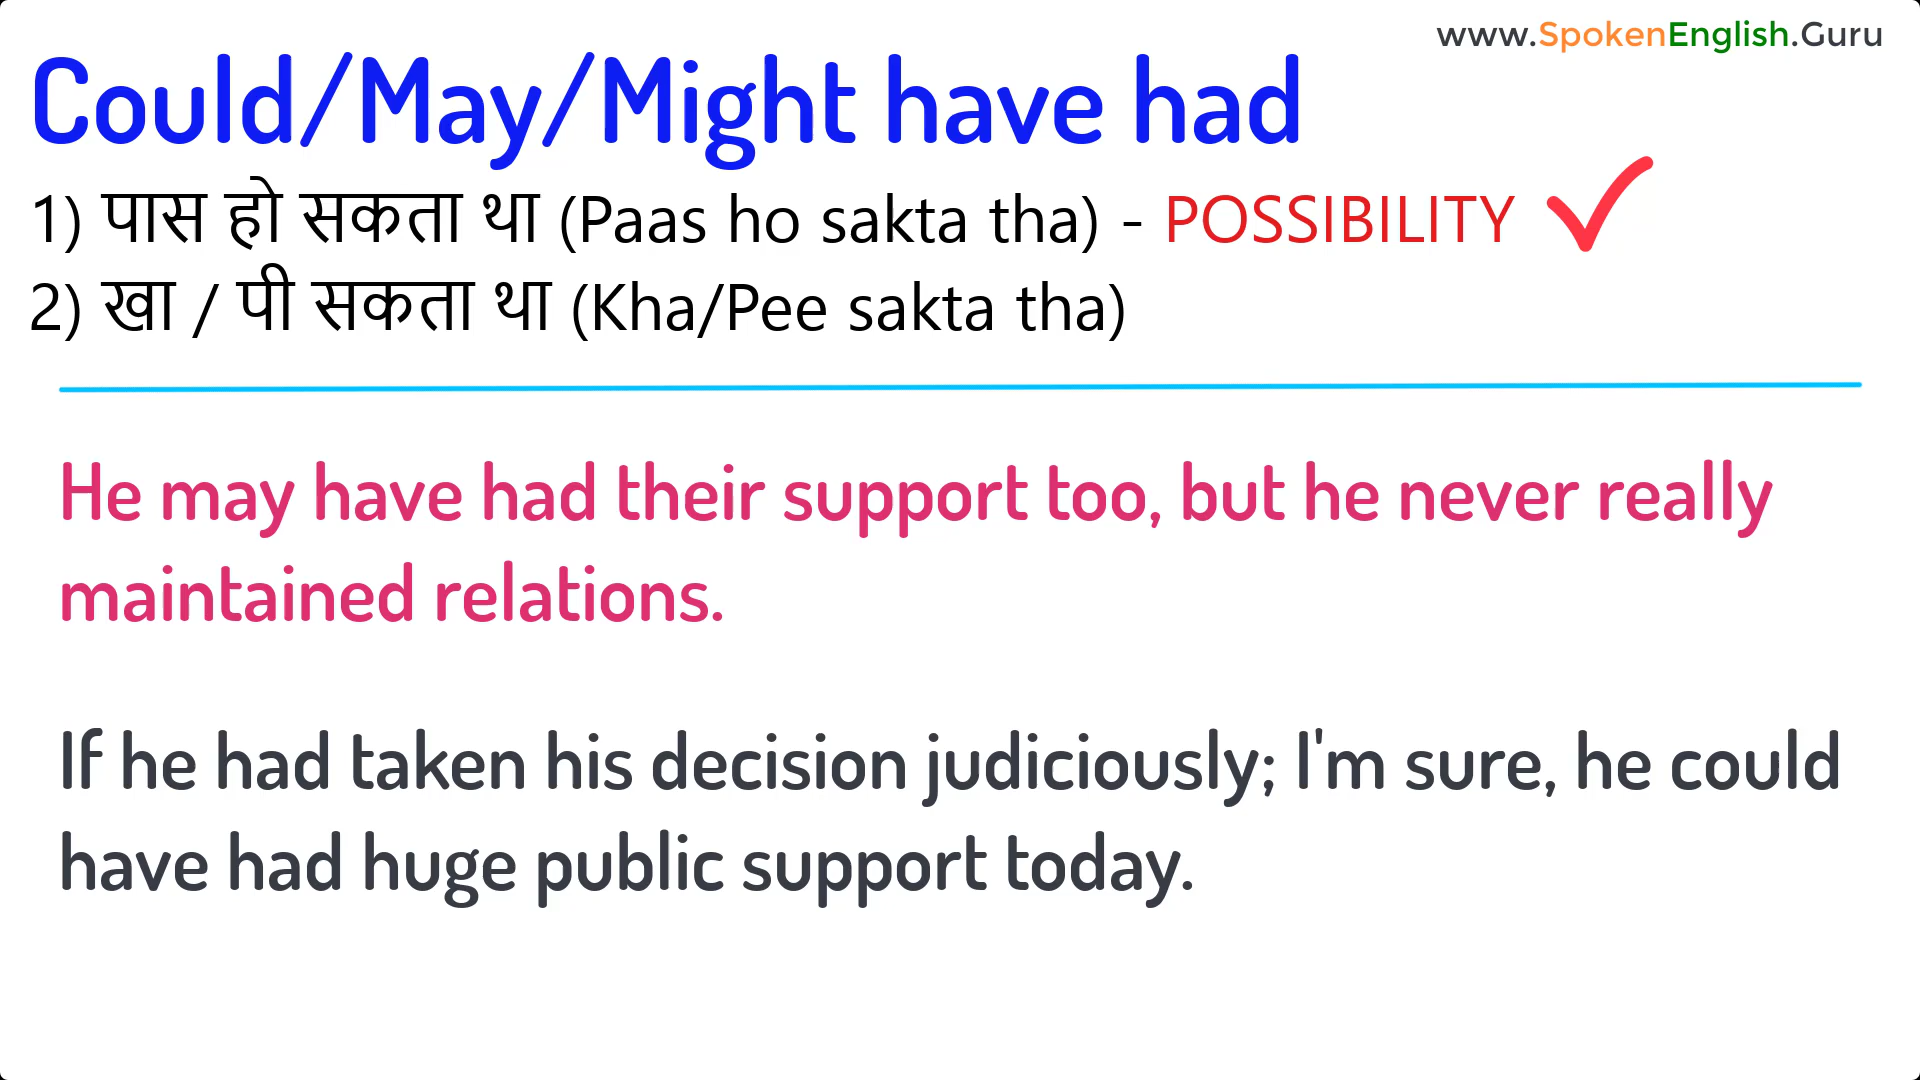 www.SpokenEnglish.Guru
Could/May/Might have had
1) पास हो सकता था (Paas ho sakta tha) - POSSIBILITY
2) खा / पी सकता था (Kha/Pee sakta tha)
He may have had their support too, but he never really
maintained relations.
If he had taken his decision judiciously; I'm sure, he could
have had huge public support today.